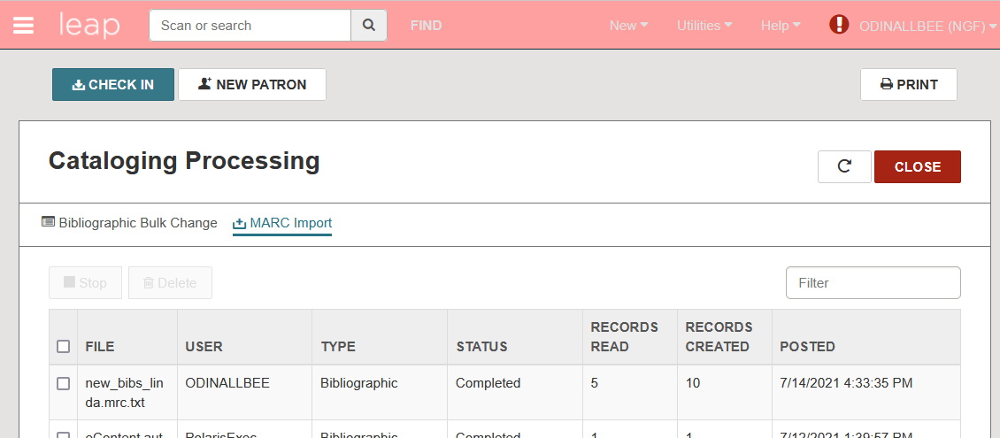 leap Scan or search FIND New Utilities Help ODINALLBEE (NGF)
CHECK IN NEW PATRON PRINT
Cataloging Processing
CLOSE
Bibliographic Bulk Change MARC Import
Stop Delete Filter
FILE USER TYPE STATUS RECORDS READ RECORDS CREATED POSTED
new_bibs_lin ODINALLBEE Bibliographic Completed 5 10 7/14/2021 4:33:35 PM
da.mrc.txt
eContent.aut PolarisExec Bibliographic Completed 1 1 7/12/2021 1:39:57 PM